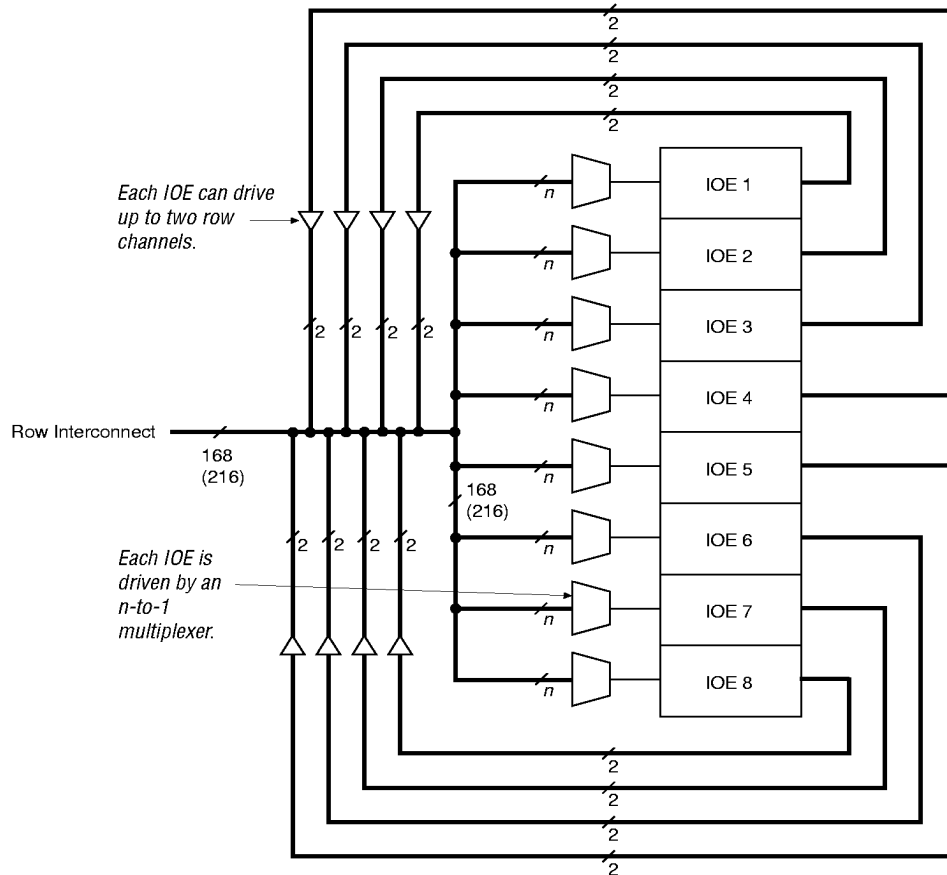 2
2
2
2
Each IOE can drive
up to two row
channels.
n
IOE 1
n
IOE 2
2
2
2
2
n
IOE 3
n
IOE 4
Row Interconnect
168
(216)
n
IOE 5
168
(216)
2
2
2
2
n
IOE 6
Each IOE is
driven by an
n-to-1
multiplexer.
n
IOE 7
n
IOE 8
2
2
2
2